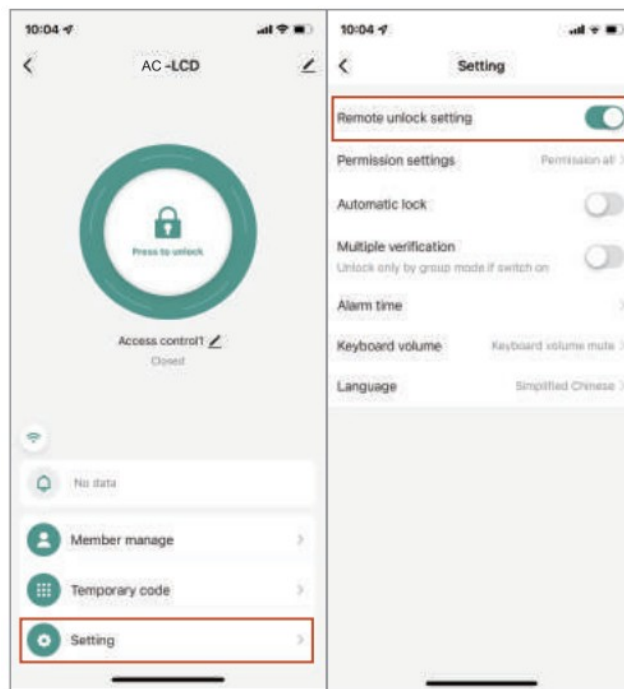 10:04
AC -LCD
Press to unlock
Access control1
Closed
No data
Member manage
Temporary code
Setting
10:04
Setting
Remote unlock setting
Permission settings Permission all
Automatic lock
Multiple verification
Unlock only by group mode if switch on
Alarm time
Keyboard volume Keyboard volume mute
Language Simplified Chinese